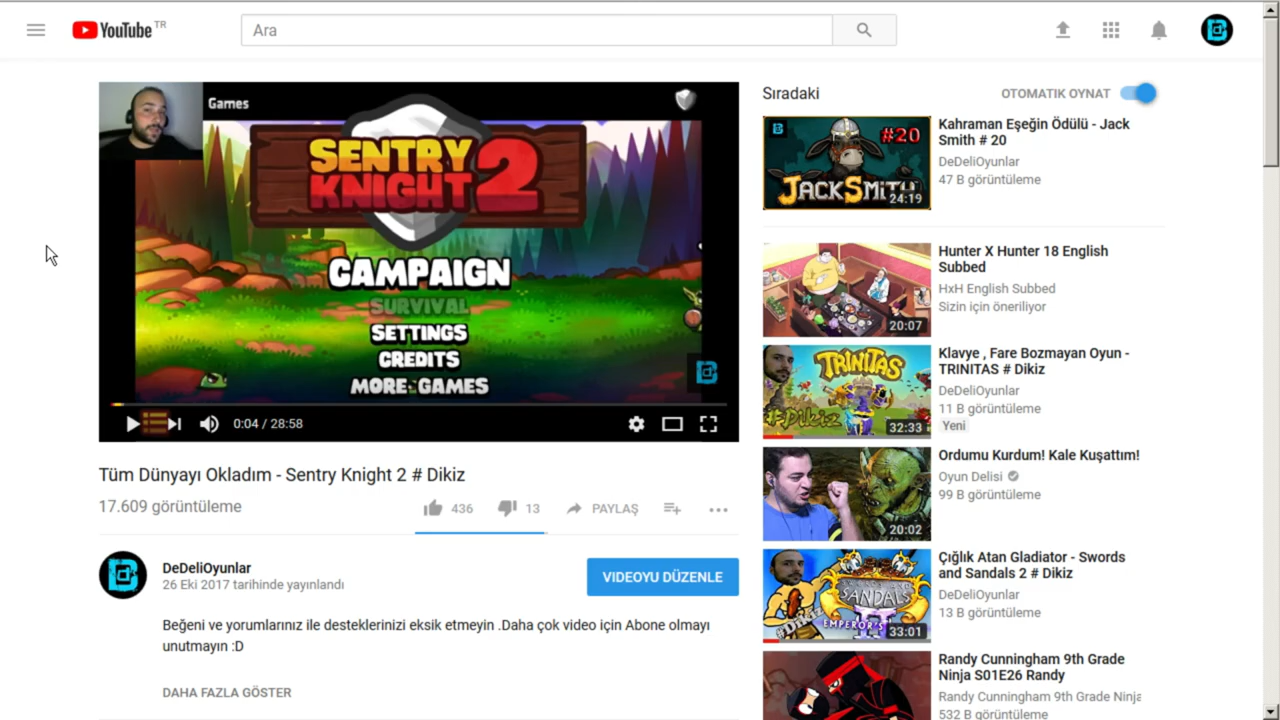 YouTube TR
Ara
Games
SENTRY
KNIGHT 2
CAMPAIGN
SURVIVAL
SETTINGS
CREDITS
MORE GAMES
0:04 / 28:58
Tüm Dünyayı Okladım - Sentry Knight 2 # Dikiz
17.609 görüntüleme
436
13
PAYLAŞ
DeDeliOyunlar
26 Eki 2017 tarihinde yayınlandı
VIDEOYU DÜZENLE
Beğeni ve yorumlarınız ile desteklerinizi eksik etmeyin .Daha çok video için Abone olmayı
unutmayın :D
DAHA FAZLA GÖSTER
Sıradaki
OTOMATIK OYNAT
#20
JACKSMITH
24:19
Kahraman Eşeğin Ödülü - Jack
Smith # 20
DeDeliOyunlar
47 B görüntüleme
20:07
Hunter X Hunter 18 English
Subbed
HxH English Subbed
Sizin için öneriliyor
TRINITAS
#Dikiz
32:33
Klavye , Fare Bozmayan Oyun -
TRINITAS # Dikiz
DeDeliOyunlar
11 B görüntüleme
Yeni
20:02
Ordumu Kurdum! Kale Kuşattım!
Oyun Delisi
99 B görüntüleme
SANDALS
EMPEROR'S
#DİKİZ
33:01
Çığlık Atan Gladiator - Swords
and Sandals 2 # Dikiz
DeDeliOyunlar
13 B görüntüleme
Randy Cunningham 9th Grade
Ninja S01E26 Randy
Randy Cunningham 9th Grade Ninja
532 B görüntüleme